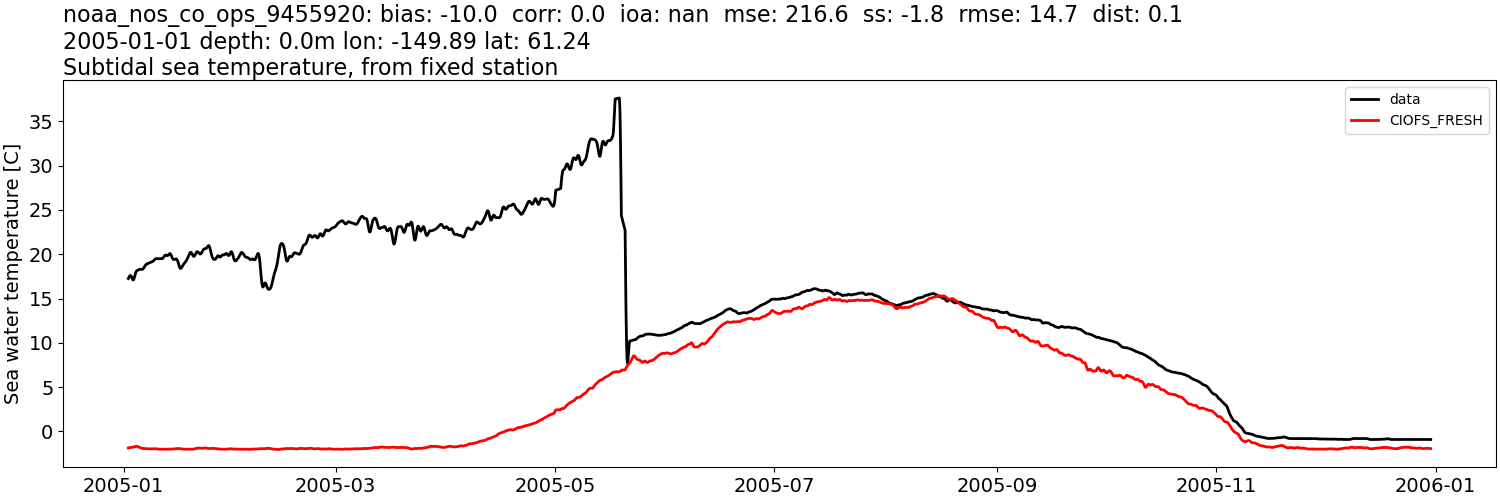 noaa_nos_co_ops_9455920: bias: -10.0  corr: 0.0  ioa: nan  mse: 216.6  ss: -1.8  rmse: 14.7  dist: 0.1
2005-01-01 depth: 0.0m lon: -149.89 lat: 61.24
Subtidal sea temperature, from fixed station
data
CIOFS_FRESH
Sea water temperature [C]
35
30
25
20
15
10
5
0
2005-01
2005-03
2005-05
2005-07
2005-09
2005-11
2006-01